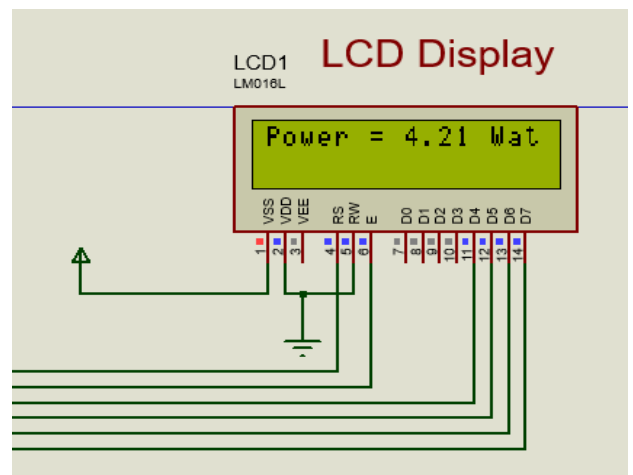 LCD Display
LCD1
LM016L
Power = 4.21 Wat
VSS VDD VEE RS RW E D0 D1 D2 D3 D4 D5 D6 D7
1 2 3 4 5 6 7 8 9 10 11 12 13 14